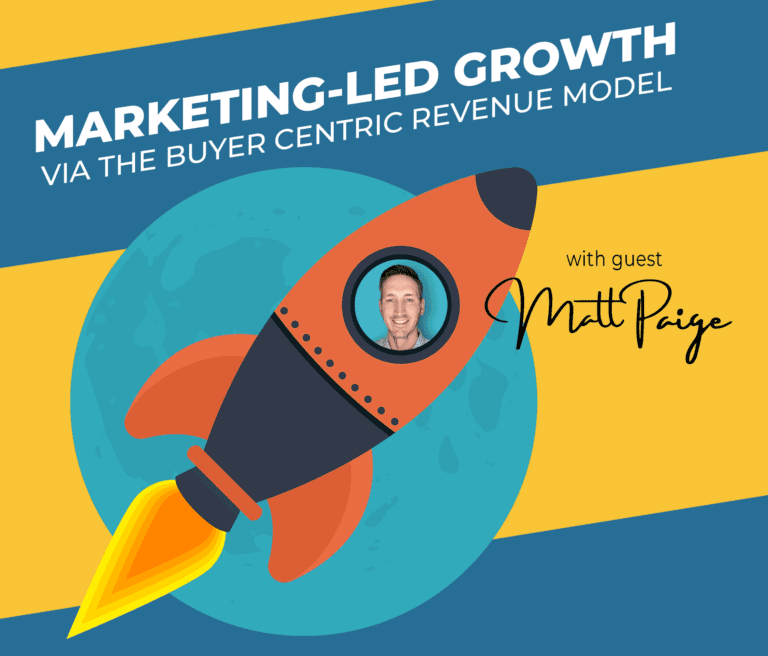 MARKETING-LED GROWTH
VIA THE BUYER CENTRIC REVENUE MODEL
with guest
Matt Paige